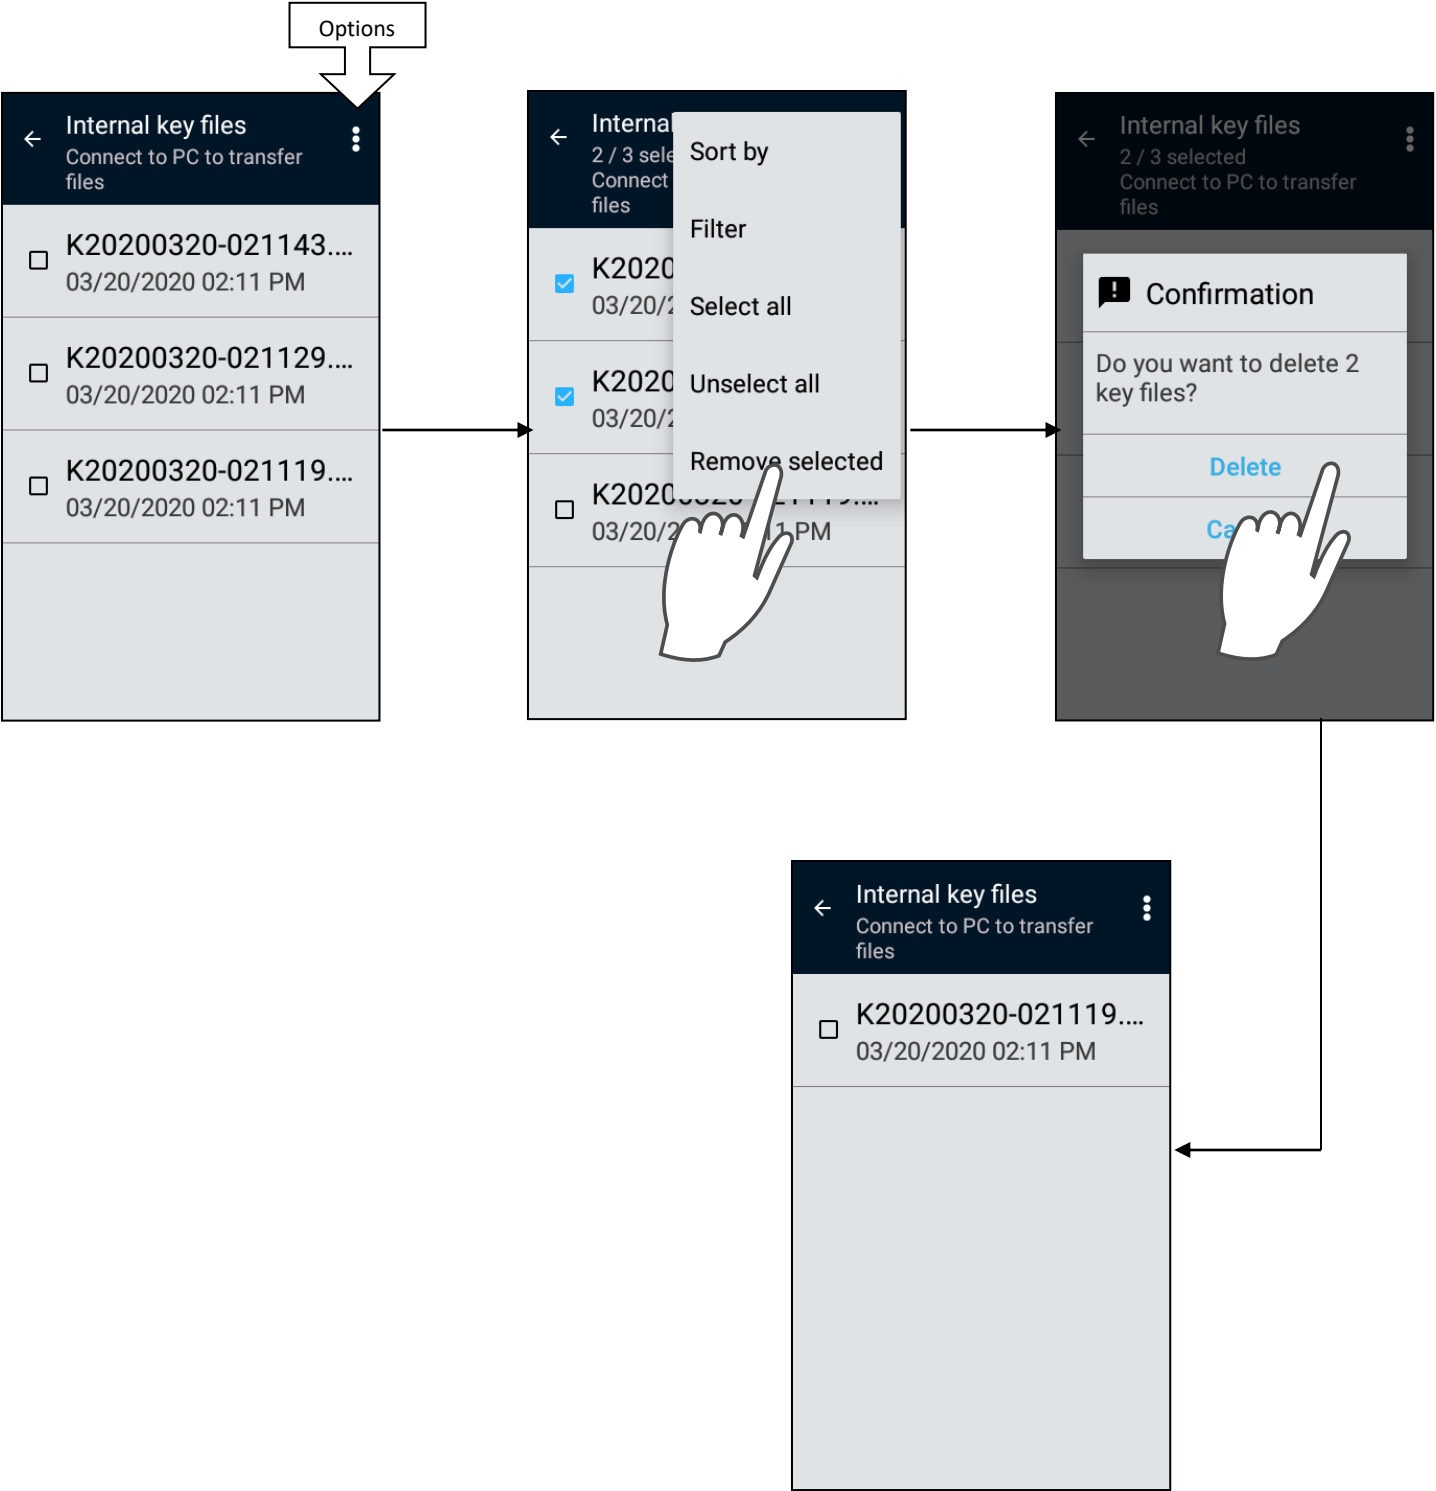 Options
Internal key files
Connect to PC to transfer
files
K20200320-021143.…
03/20/2020 02:11 PM
K20200320-021129.…
03/20/2020 02:11 PM
K20200320-021119.…
03/20/2020 02:11 PM
Interna
2 / 3 sele
Connect
files
Sort by
Filter
Select all
Unselect all
Remove selected
K2020
03/20/2
K2020
03/20/2
K2020
03/20/2
PM
Internal key files
2 / 3 selected
Connect to PC to transfer
files
Confirmation
Do you want to delete 2
key files?
Delete
Ca
Internal key files
Connect to PC to transfer
files
K20200320-021119.…
03/20/2020 02:11 PM